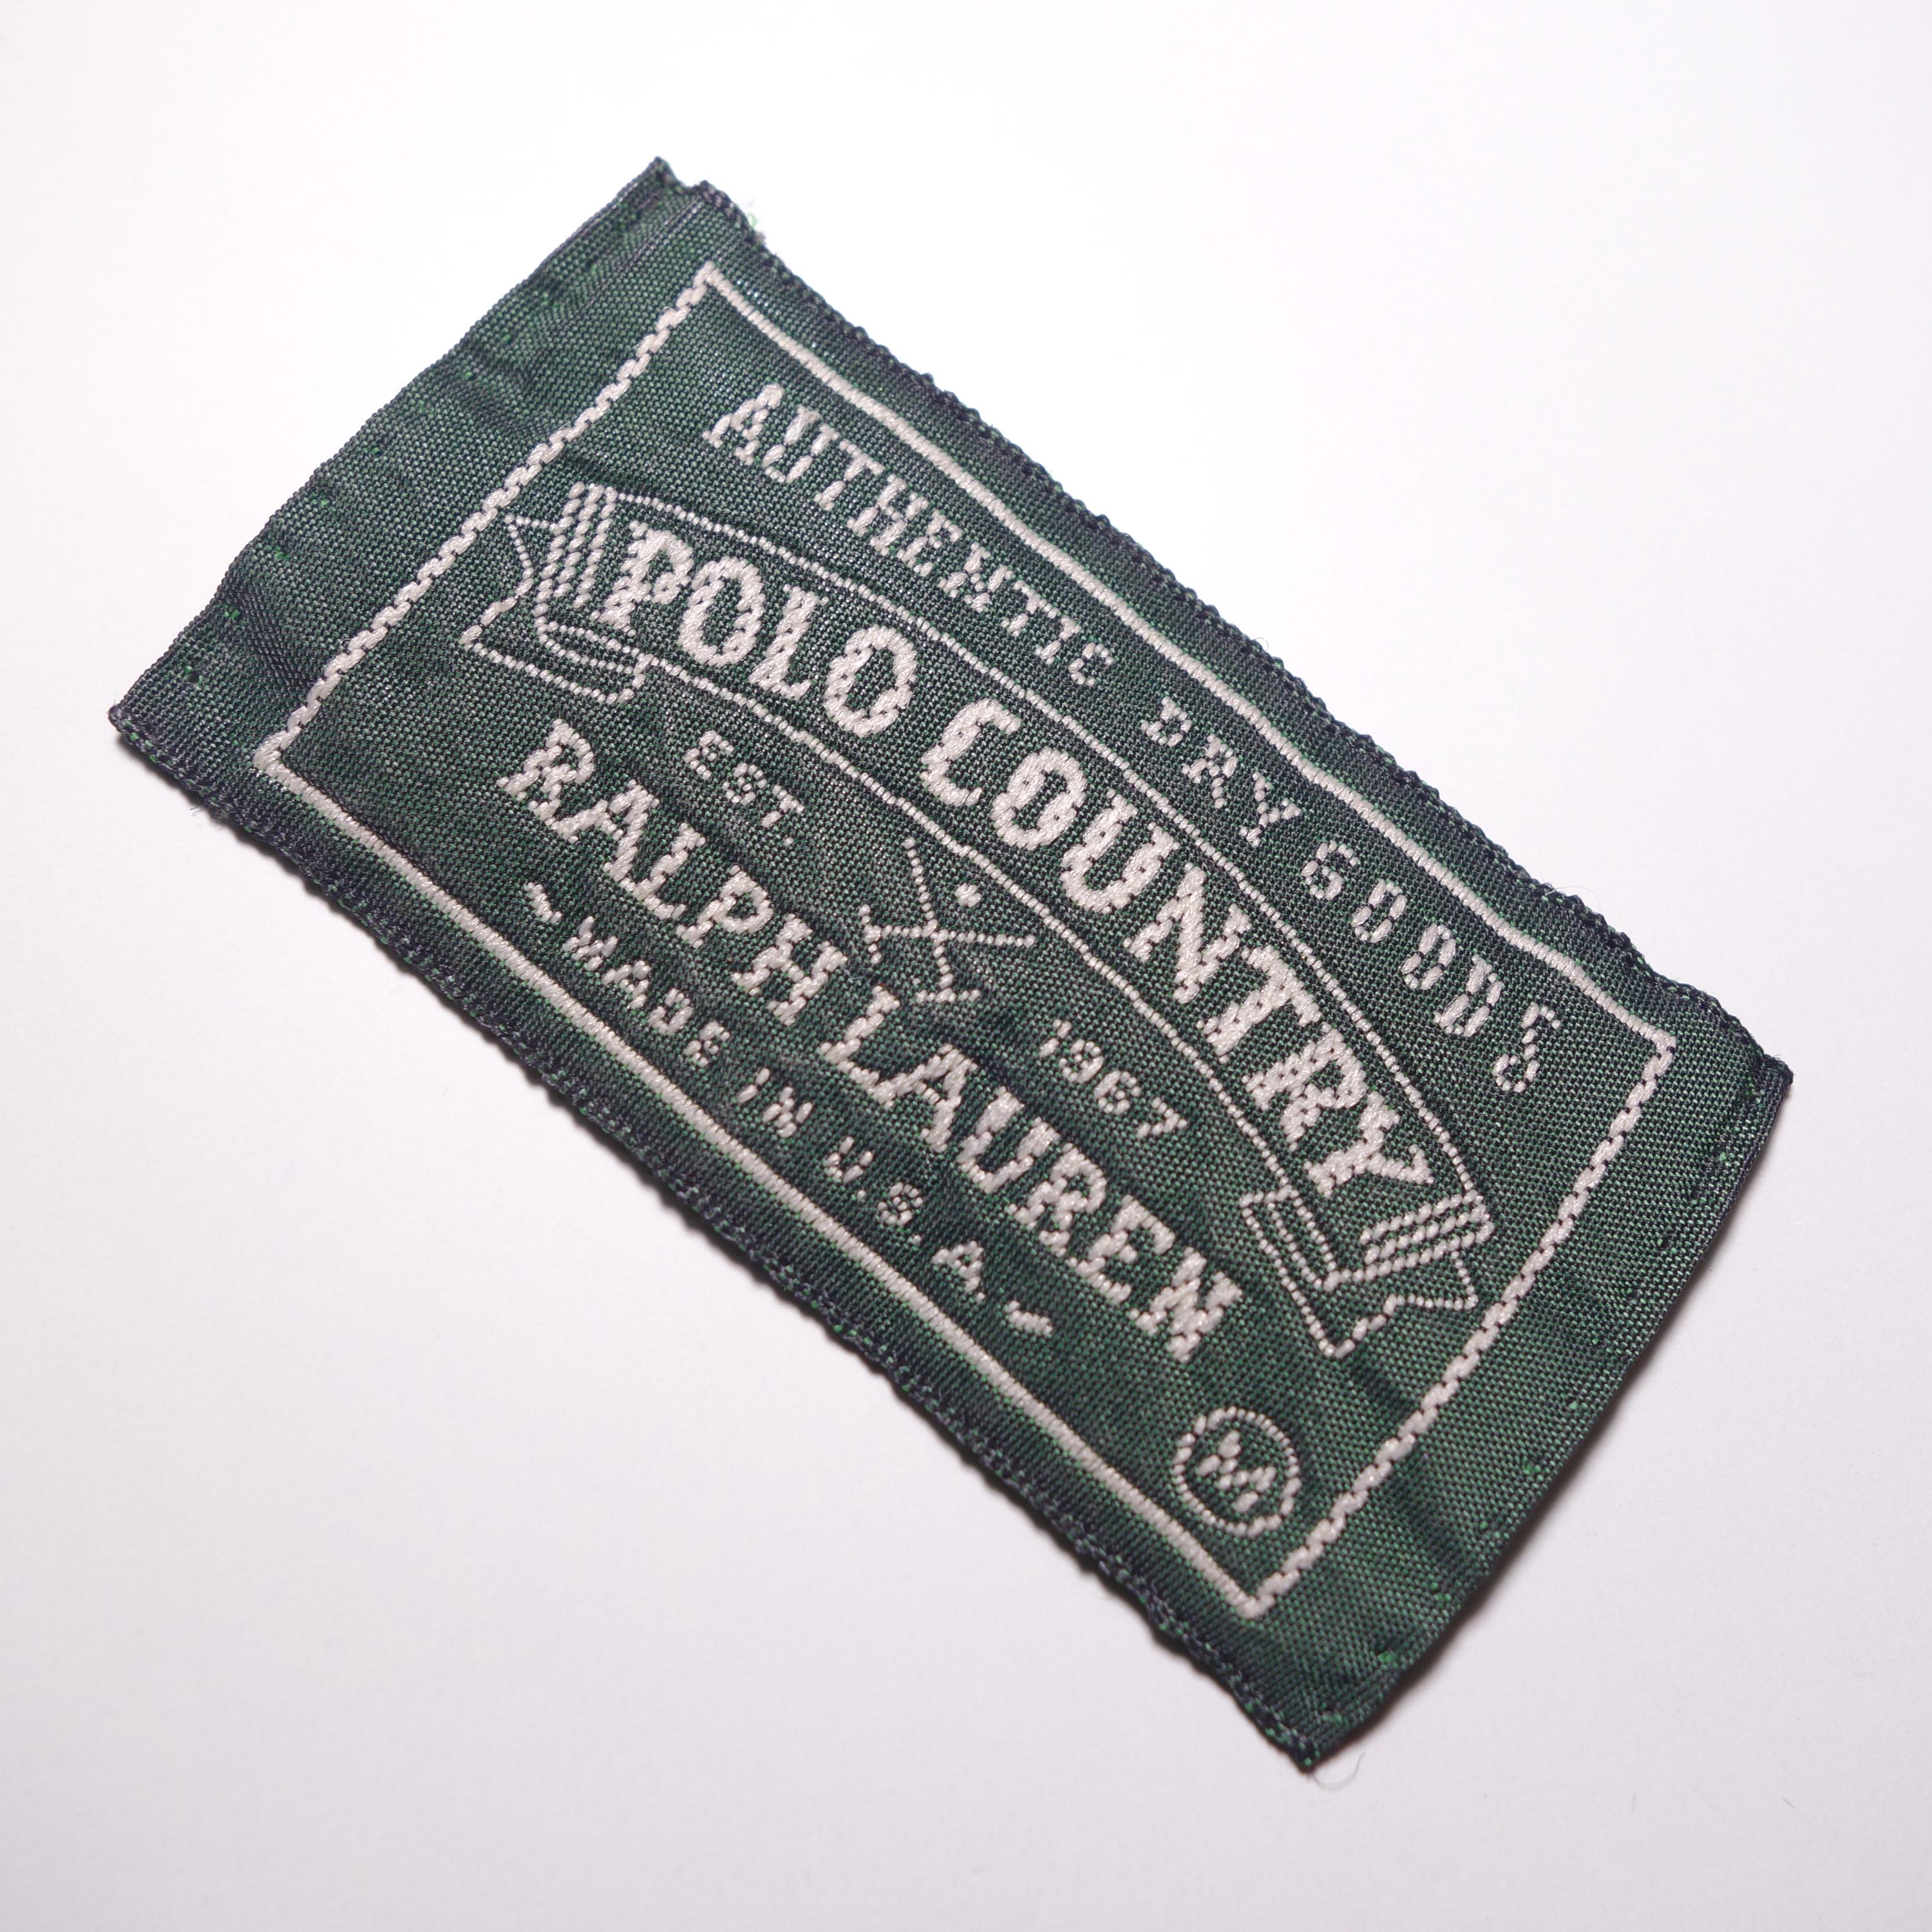 AUTHENTIC DRY GOODS
POLO COUNTRY
EST. 1967
RALPH LAUREN
-MADE IN U.S.A.-
M